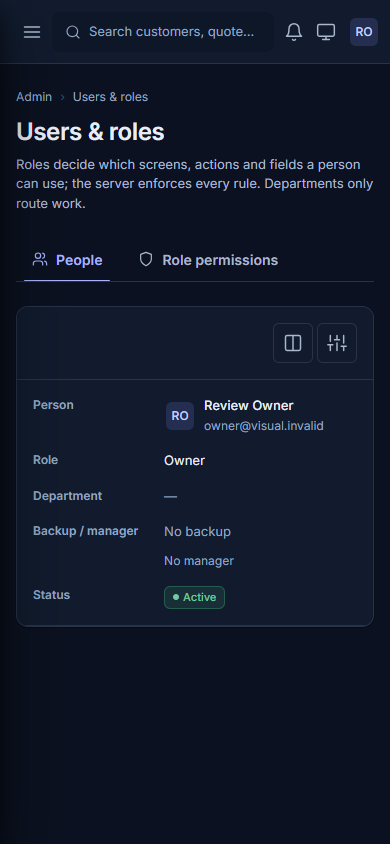 Search customers, quote...
RO
Admin › Users & roles
Users & roles
Roles decide which screens, actions and fields a person
can use; the server enforces every rule. Departments only
route work.
People
Role permissions
Person
RO
Review Owner
owner@visual.invalid
Role
Owner
Department
—
Backup / manager
No backup
No manager
Status
Active